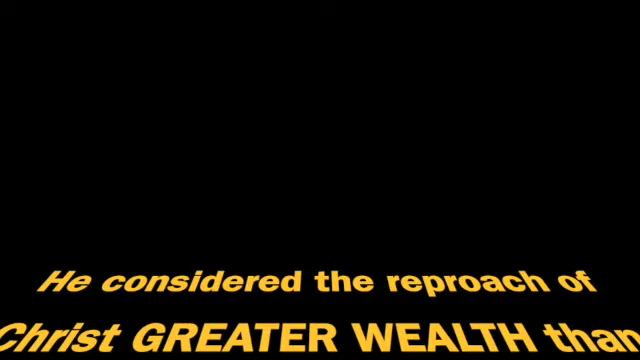 He considered the reproach of
Christ GREATER WEALTH than